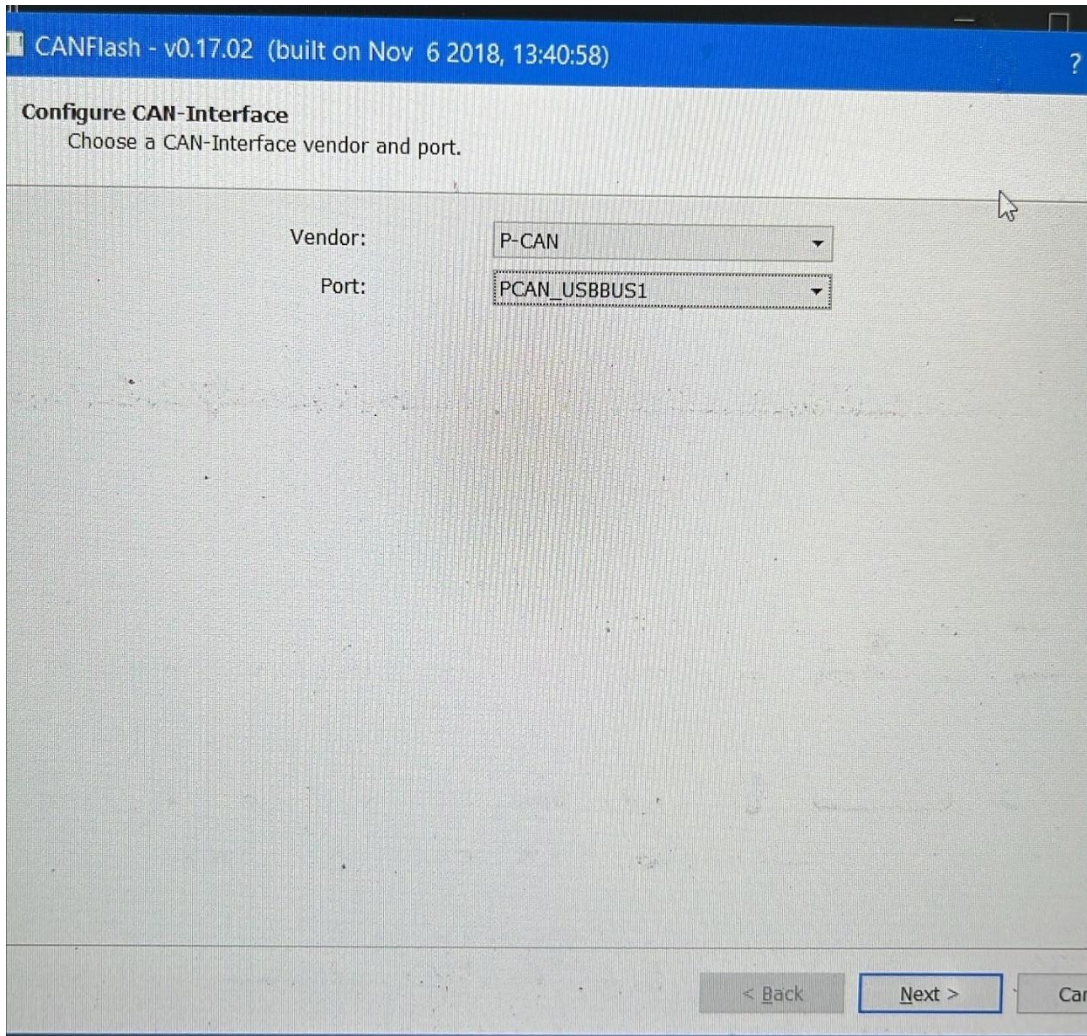 CANFlash - v0.17.02 (built on Nov 6 2018, 13:40:58)
?
Configure CAN-Interface
Choose a CAN-Interface vendor and port.
Vendor: P-CAN
Port: PCAN_USBBUS1
< Back Next > Car